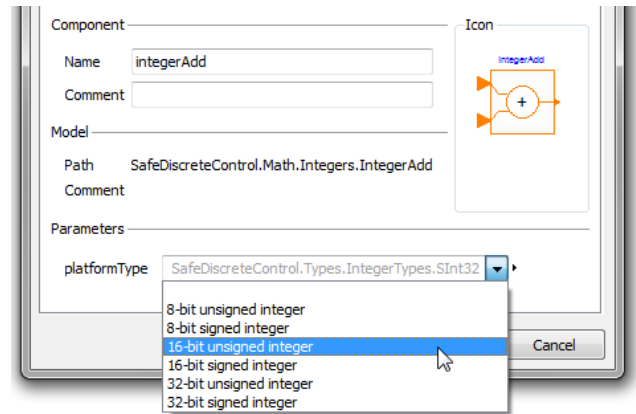 Component
Icon
Name integerAdd
IntegerAdd
Comment
+
Model
Path SafeDiscreteControl.Math.Integers.IntegerAdd
Comment
Parameters
platformType SafeDiscreteControl.Types.IntegerTypes.SInt32
8-bit unsigned integer
8-bit signed integer
16-bit unsigned integer
Cancel
16-bit signed integer
32-bit unsigned integer
32-bit signed integer